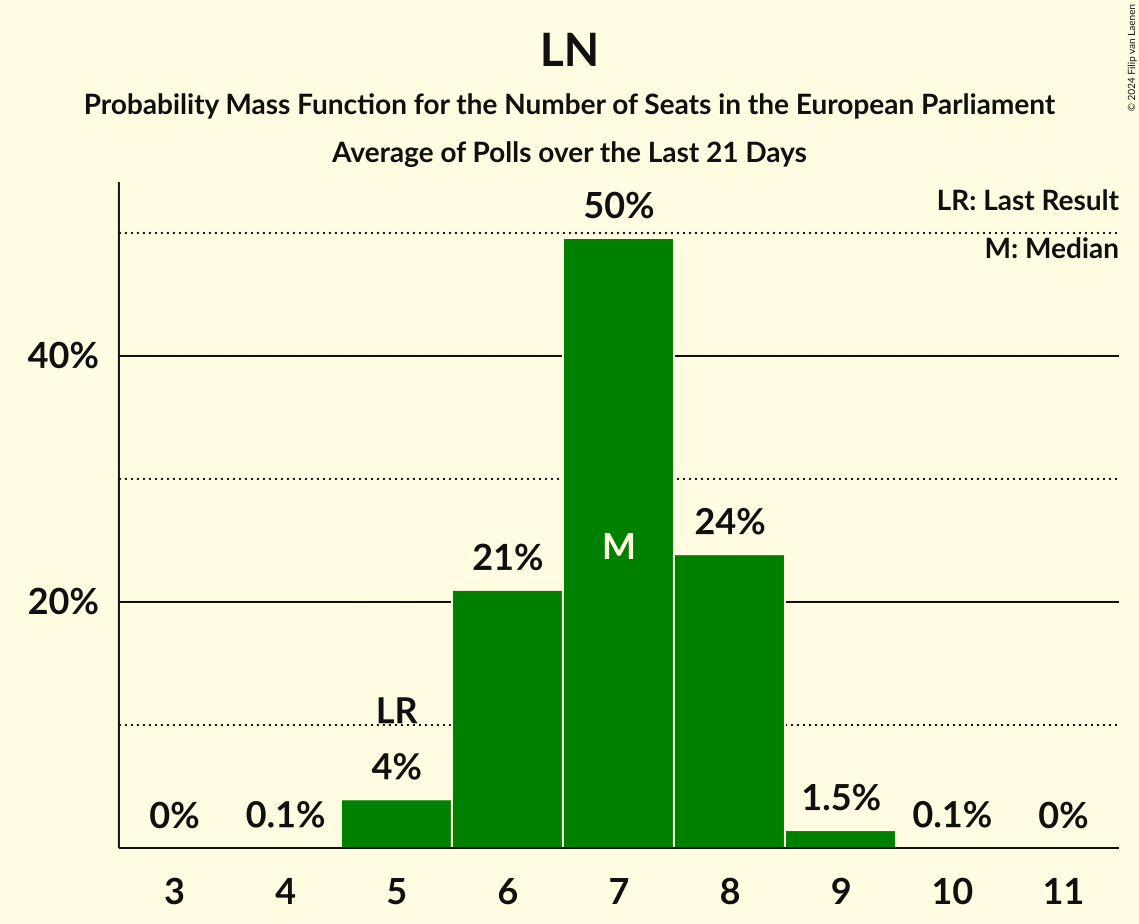 LN
Probability Mass Function for the Number of Seats in the European Parliament
Average of Polls over the Last 21 Days
© 2024 Filip van Laenen
LR: Last Result
M: Median
50%
40%
24%
M
21%
20%
LR
4%
0%
0.1%
1.5%
0.1%
0%
3 4 5 6 7 8 9 10 11